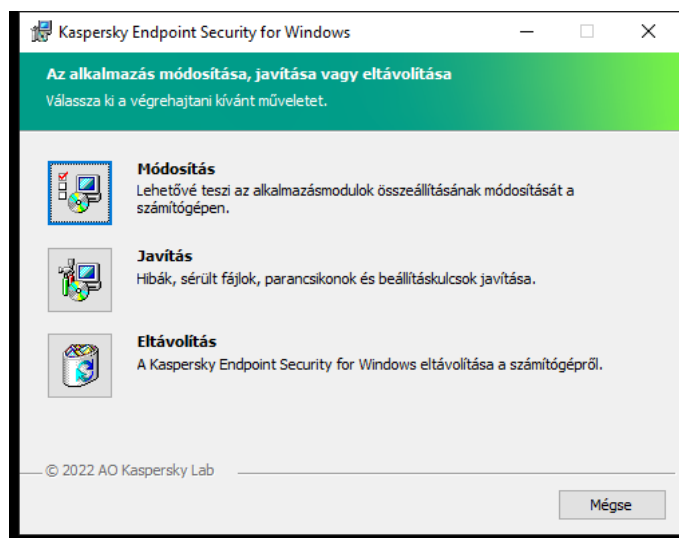 Kaspersky Endpoint Security for Windows
Az alkalmazás módosítása, javítása vagy eltávolítása
Válassza ki a végrehajtani kívánt műveletet.
Módosítás
Lehetővé teszi az alkalmazásmodulok összeállításának módosítását a
számítógépen.
Javítás
Hibák, sérült fájlok, parancsikonok és beállításkulcsok javítása.
Eltávolítás
A Kaspersky Endpoint Security for Windows eltávolítása a számítógépről.
© 2022 AO Kaspersky Lab
Mégse